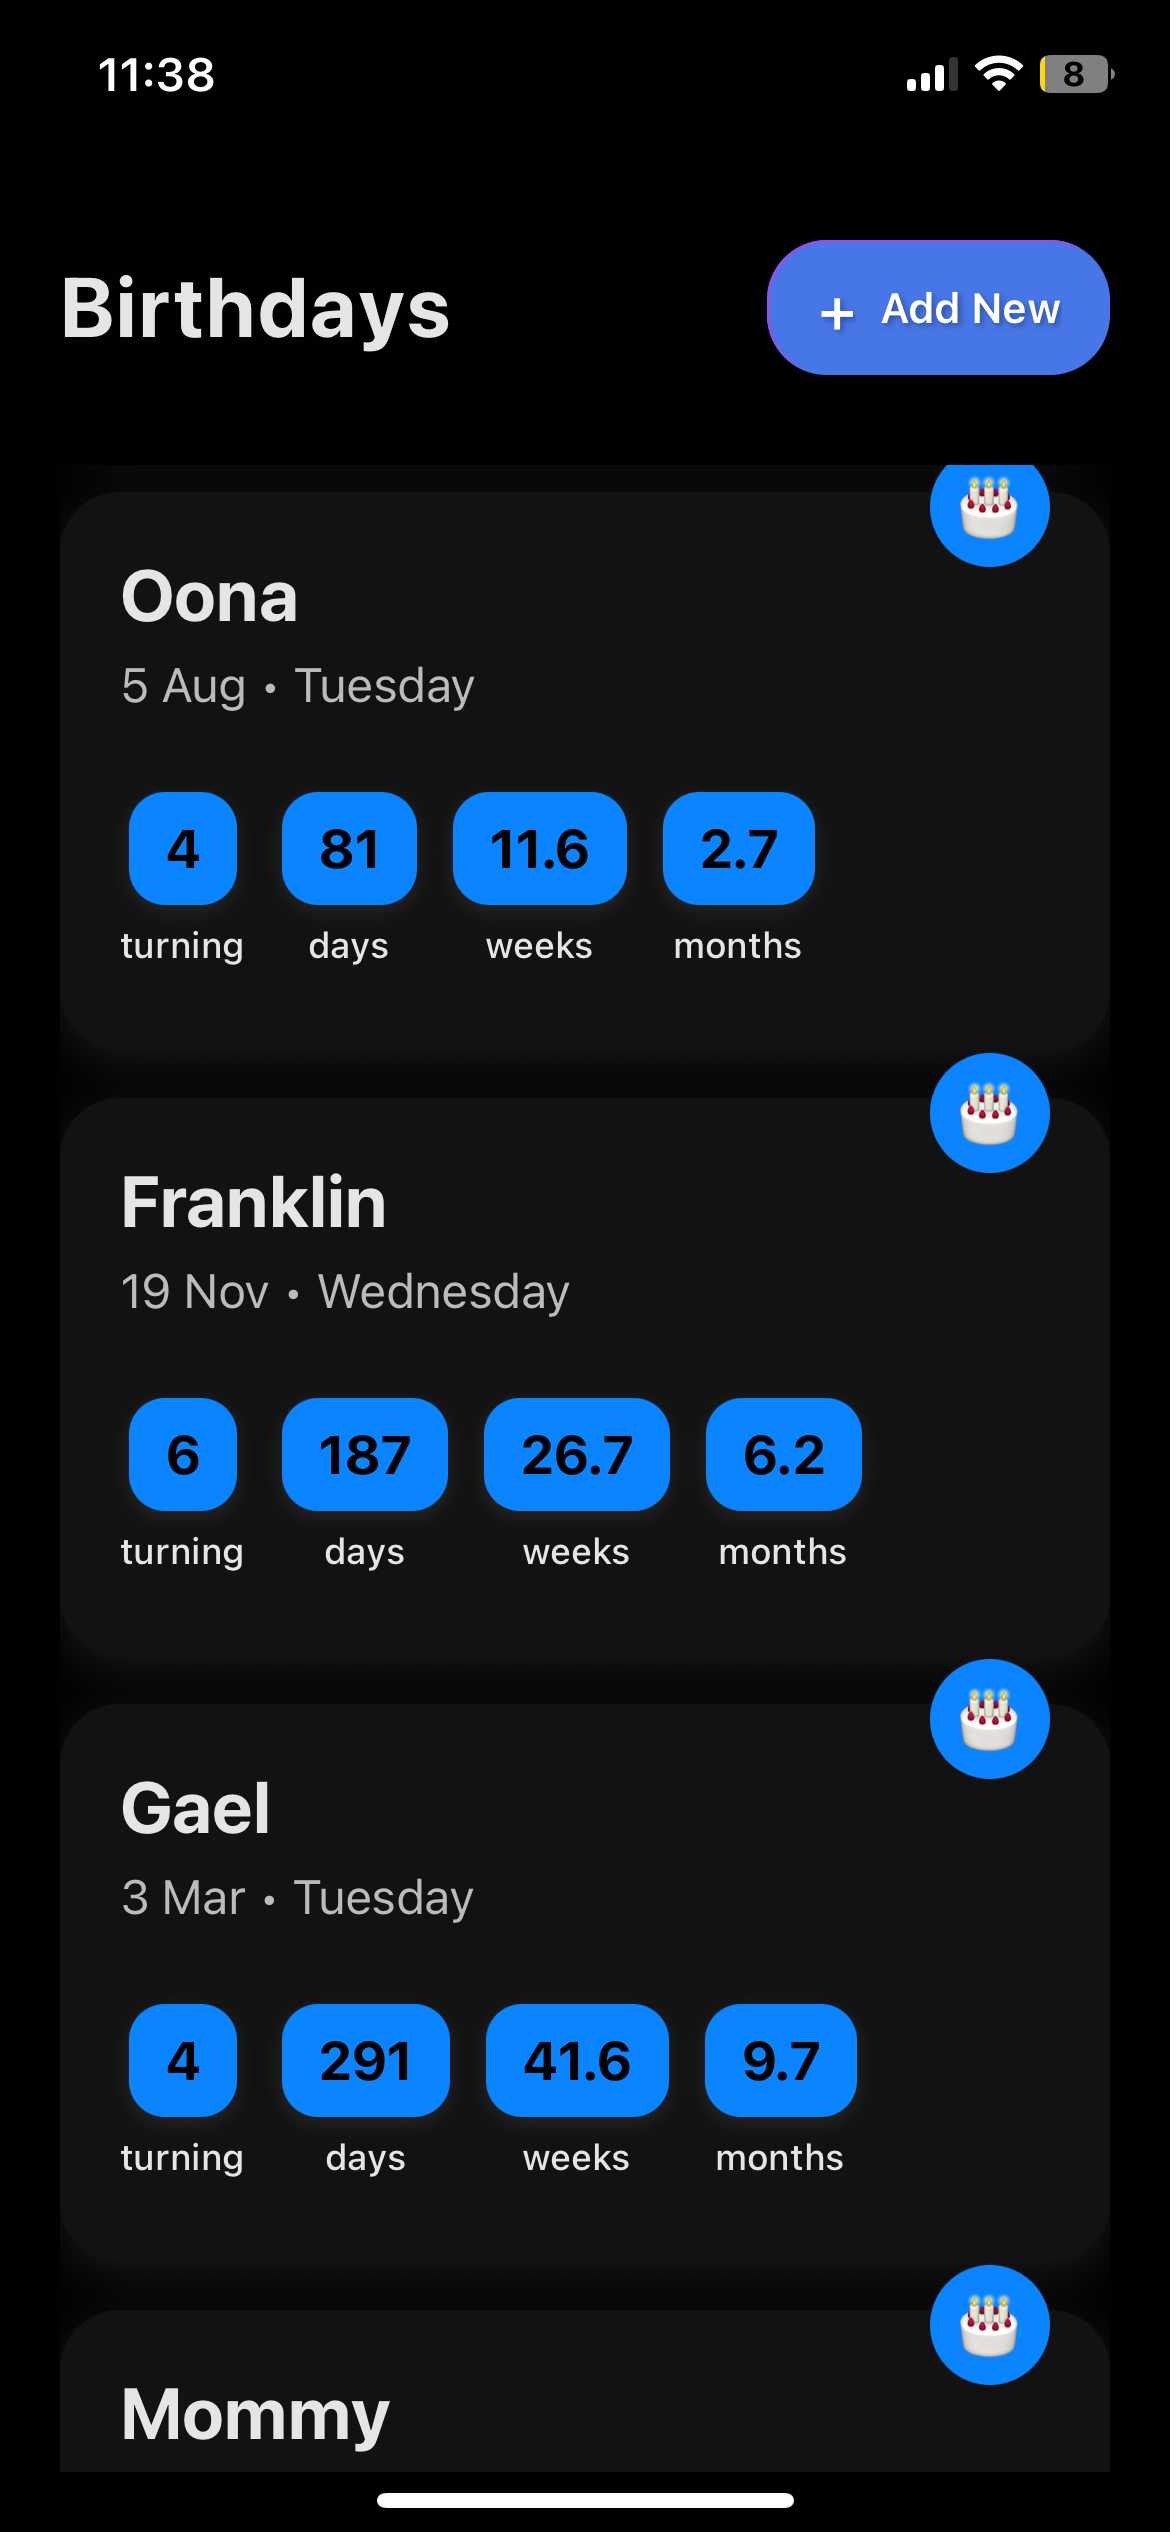 11:38
8
Birthdays
+ Add New
Oona
5 Aug • Tuesday
4 81 11.6 2.7
turning days weeks months
Franklin
19 Nov • Wednesday
6 187 26.7 6.2
turning days weeks months
Gael
3 Mar • Tuesday
4 291 41.6 9.7
turning days weeks months
Mommy